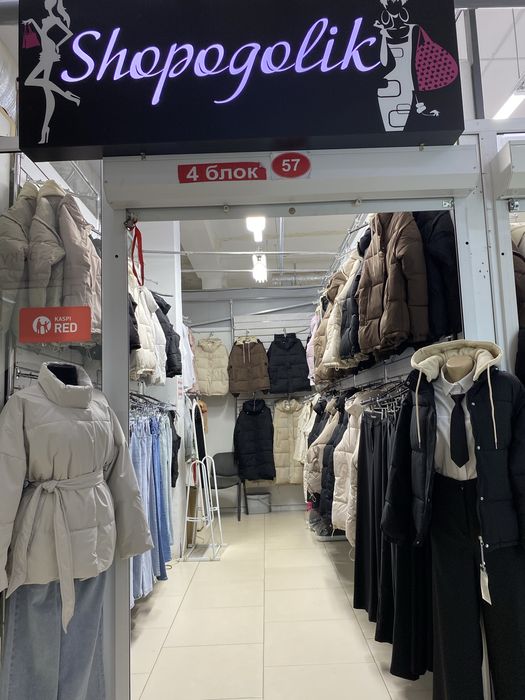 Shopogolik
4 блок 57
KASPI
RED